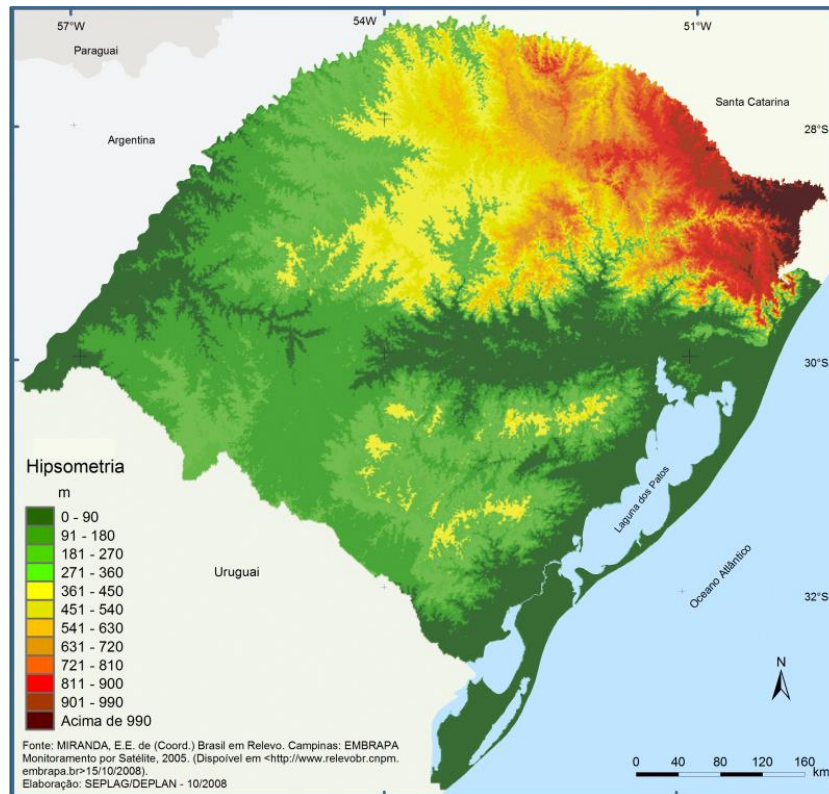 57°W
54°W
51°W
Paraguai
Santa Catarina
Argentina
28°S
30°S
Hipsometria
m
0 - 90
91 - 180
181 - 270
271 - 360
361 - 450
451 - 540
541 - 630
631 - 720
721 - 810
811 - 900
901 - 990
Acima de 990
Laguna dos Patos
Uruguai
Oceano Atlântico
32°S
N
Fonte: MIRANDA, E.E. de (Coord.) Brasil em Relevo. Campinas: EMBRAPA
Monitoramento por Satélite, 2005. (Dispoível em <http://www.relevobr.cnpm.
embrapa.br>15/10/2008).
Elaboração: SEPLAG/DEPLAN - 10/2008
0 40 80 120 160
km